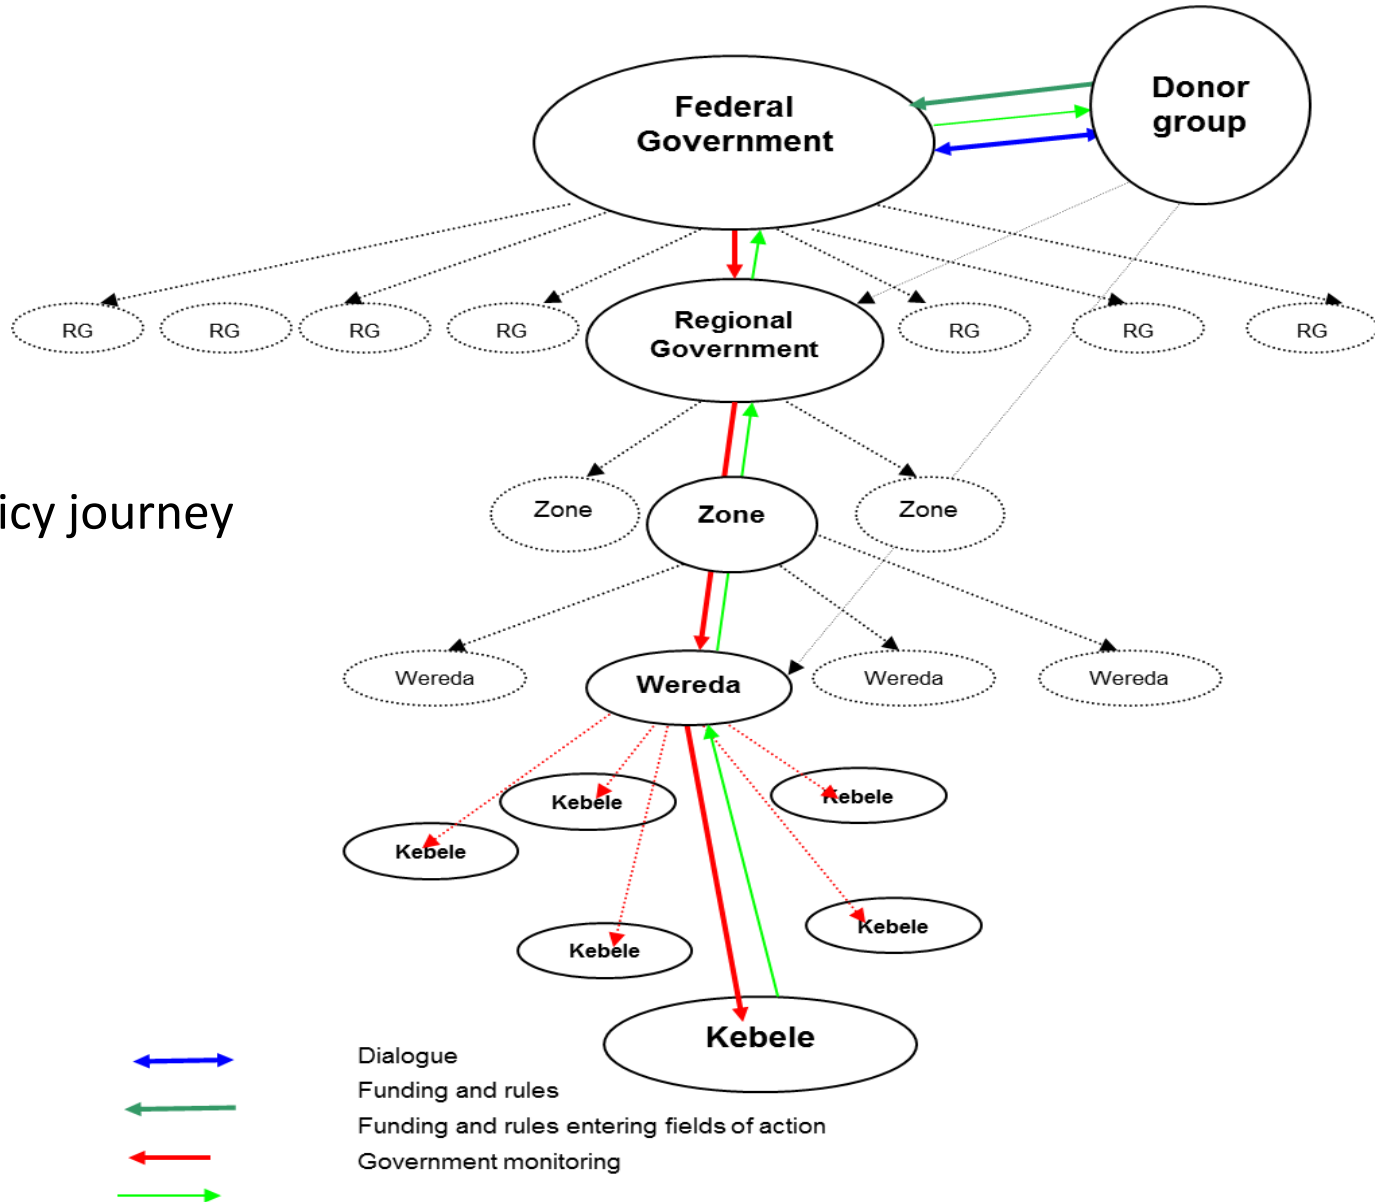 Donor
group
Federal
Government
Regional
Government
RG
RG
RG
RG
RG
RG
RG
icy journey
Zone
Zone
Zone
Wereda
Wereda
Wereda
Wereda
Kebele
Kebele
Kebele
Kebele
Kebele
Kebele
Dialogue
Funding and rules
Funding and rules entering fields of action
Government monitoring